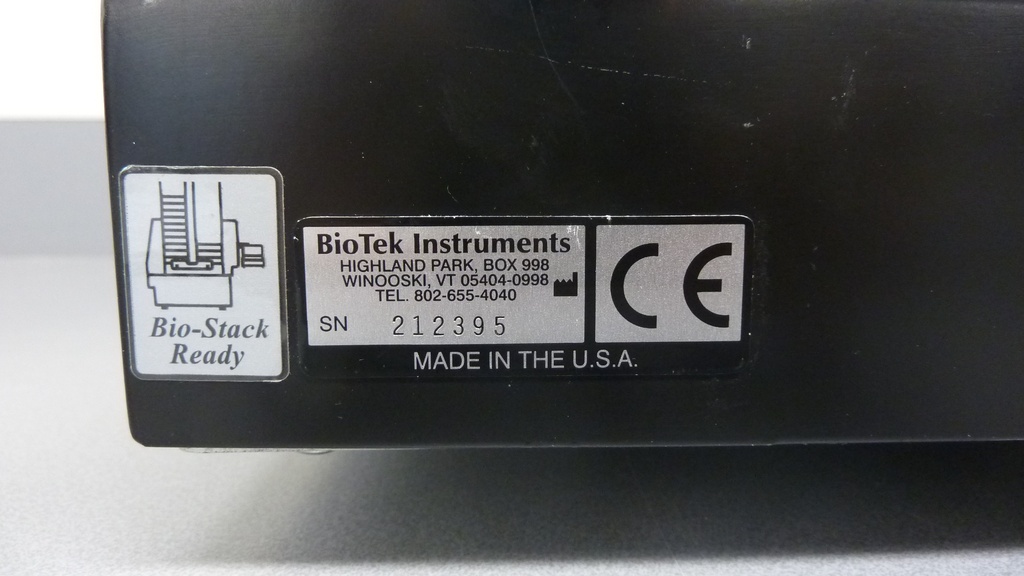 Bio-Stack
Ready
BioTek Instruments
HIGHLAND PARK, BOX 998
WINOOSKI, VT 05404-0998
TEL. 802-655-4040
SN 212395
CE
MADE IN THE U.S.A.